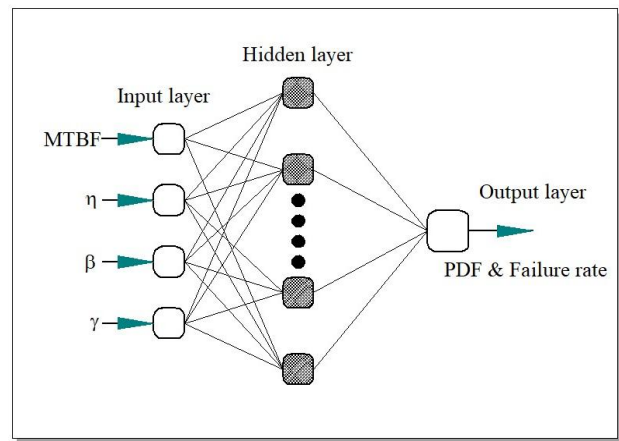 Hidden layer
Input layer
MTBF
η
β
γ
Output layer
PDF & Failure rate